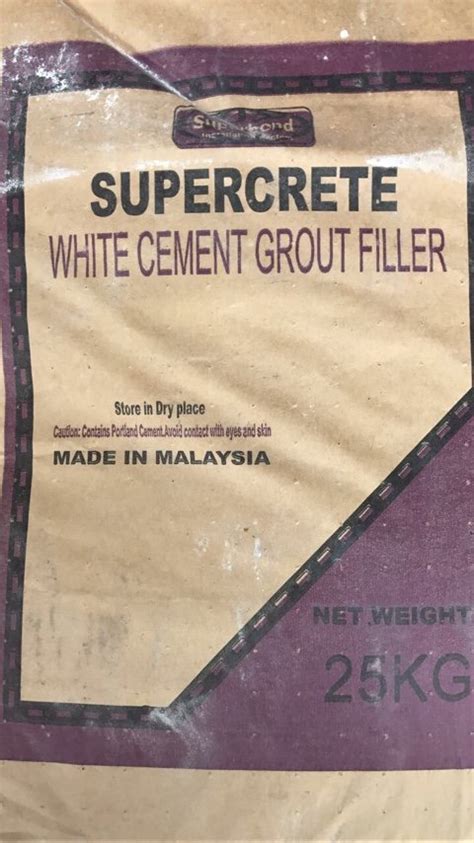 Superbond
SUPERCRETE
WHITE CEMENT GROUT FILLER
Store in Dry place
Caution: Contains Portland Cement.Avoid contact with eyes and skin
MADE IN MALAYSIA
NET WEIGHT
25KG